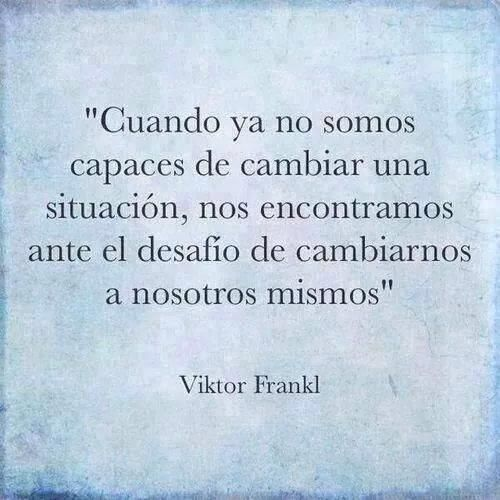 "Cuando ya no somos
capaces de cambiar una
situación, nos encontramos
ante el desafío de cambiarnos
a nosotros mismos"
Viktor Frankl